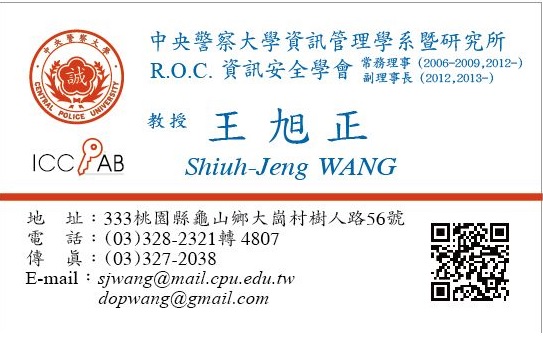 中央警察大學
誠
CENTRAL POLICE UNIVERSITY
ICC AB
中央警察大學資訊管理學系暨研究所
R.O.C. 資訊安全學會 常務理事 (2006-2009,2012-)
副理事長 (2012,2013-)
教授 王旭正
Shiuh-Jeng WANG
地 址：333桃園縣龜山鄉大崗村樹人路56號
電 話：(03)328-2321轉 4807
傳 眞：(03)327-2038
E-mail：sjwang@mail.cpu.edu.tw
dopwang@gmail.com